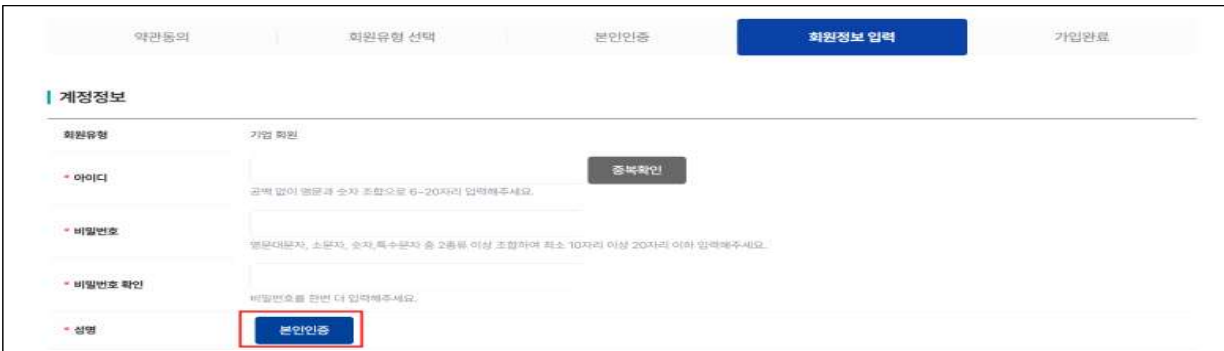 약관동의 회원유형 선택 본인인증 회원정보 입력 가입완료
계정정보
회원유형 기업 회원
* 아이디 중복확인
공백 없이 영문과 숫자 조합으로 6~20자리 입력해주세요.
* 비밀번호
영문대문자, 소문자, 숫자,특수문자 중 2종류 이상 조합하여 최소 10자리 이상 20자리 이하 입력해주세요.
* 비밀번호 확인
비밀번호를 한번 더 입력해주세요.
* 성명 본인인증